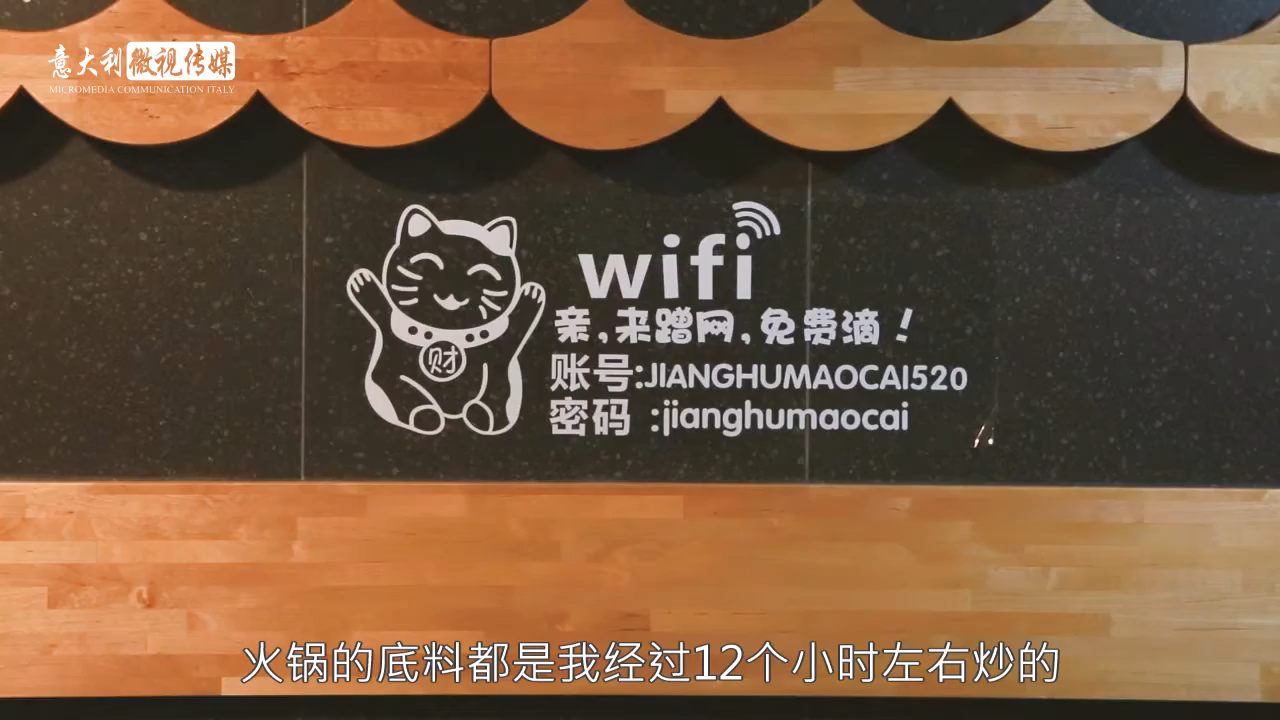 意大利微视传媒
MICROMEDIA COMMUNICATION ITALY
wifi
亲,来蹭网,免费滴!
财
账号:JIANGHUMAOCAI520
密码 :jianghumaocai
火锅的底料都是我经过12个小时左右炒的